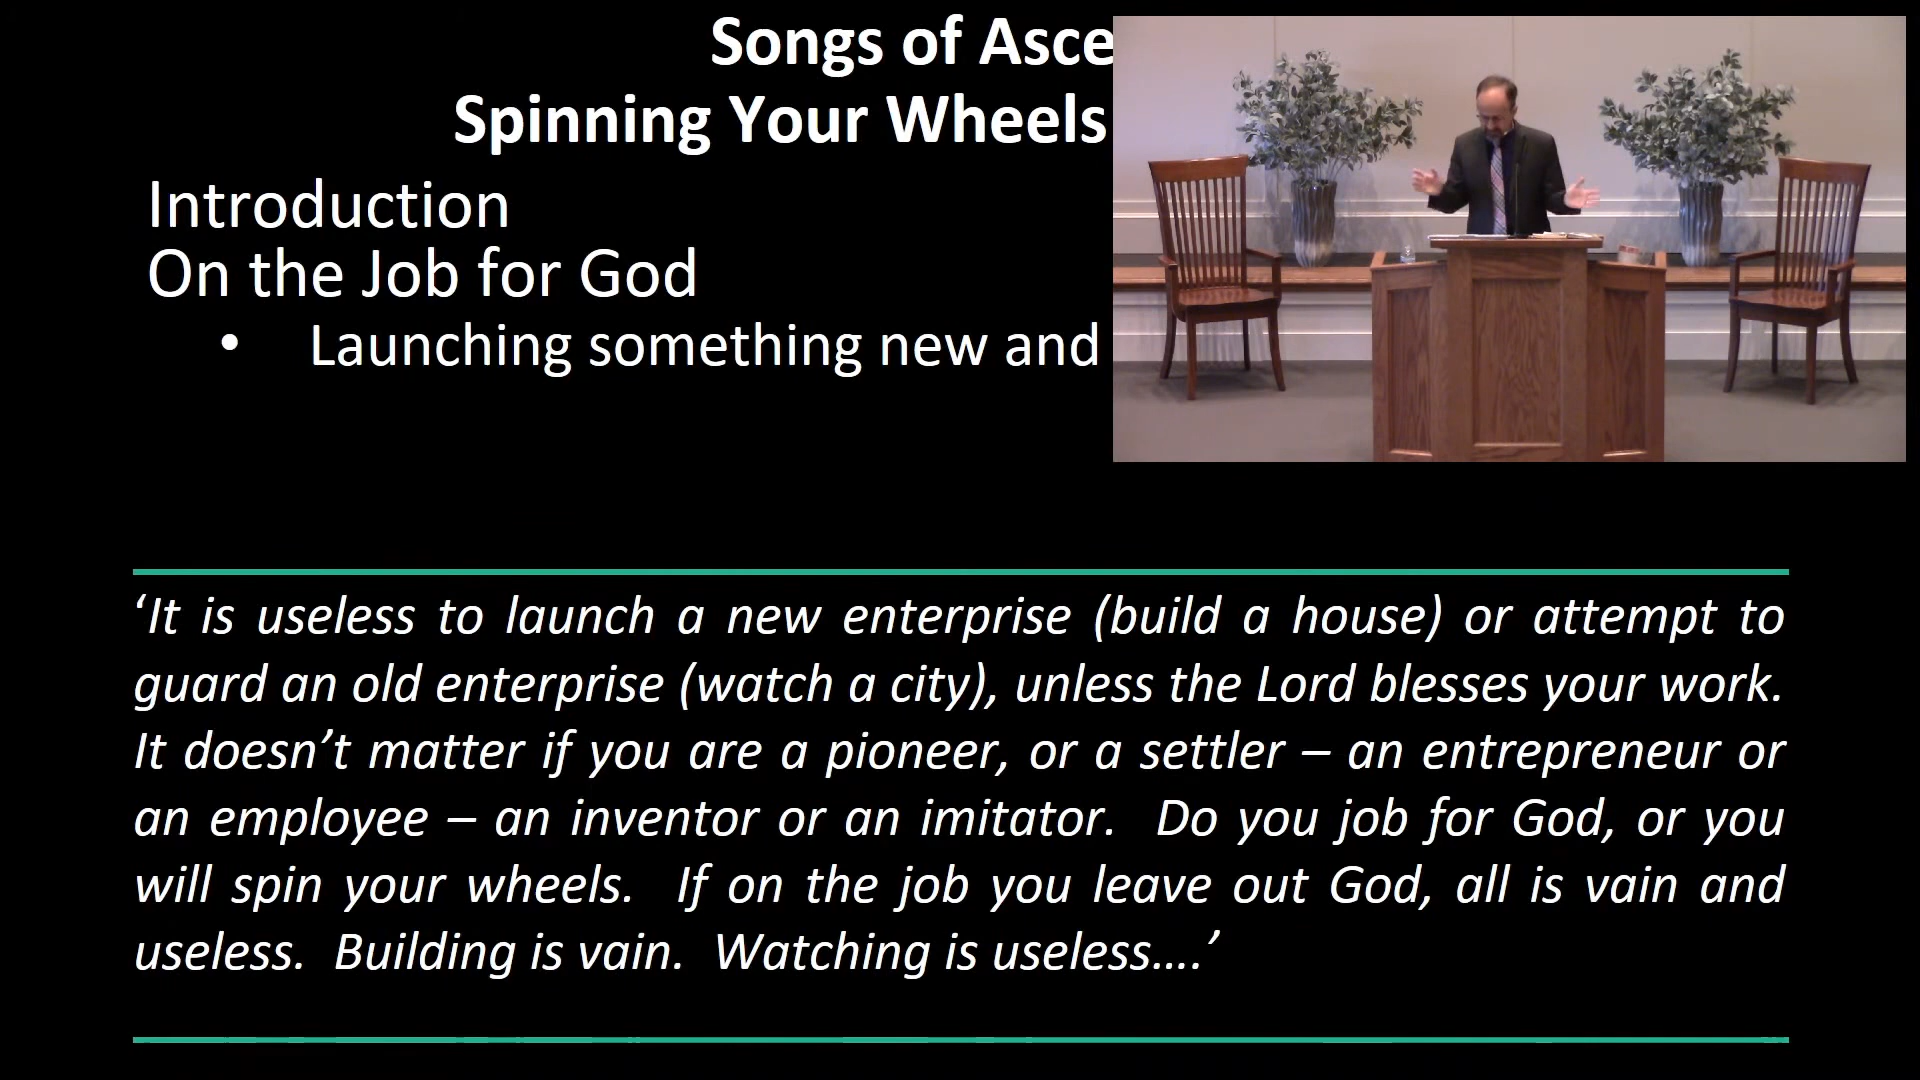 Songs of Asce
Spinning Your Wheels
Introduction
On the Job for God
• Launching something new and
‘It is useless to launch a new enterprise (build a house) or attempt to
guard an old enterprise (watch a city), unless the Lord blesses your work.
It doesn’t matter if you are a pioneer, or a settler – an entrepreneur or
an employee – an inventor or an imitator.  Do you job for God, or you
will spin your wheels.  If on the job you leave out God, all is vain and
useless.  Building is vain.  Watching is useless….’